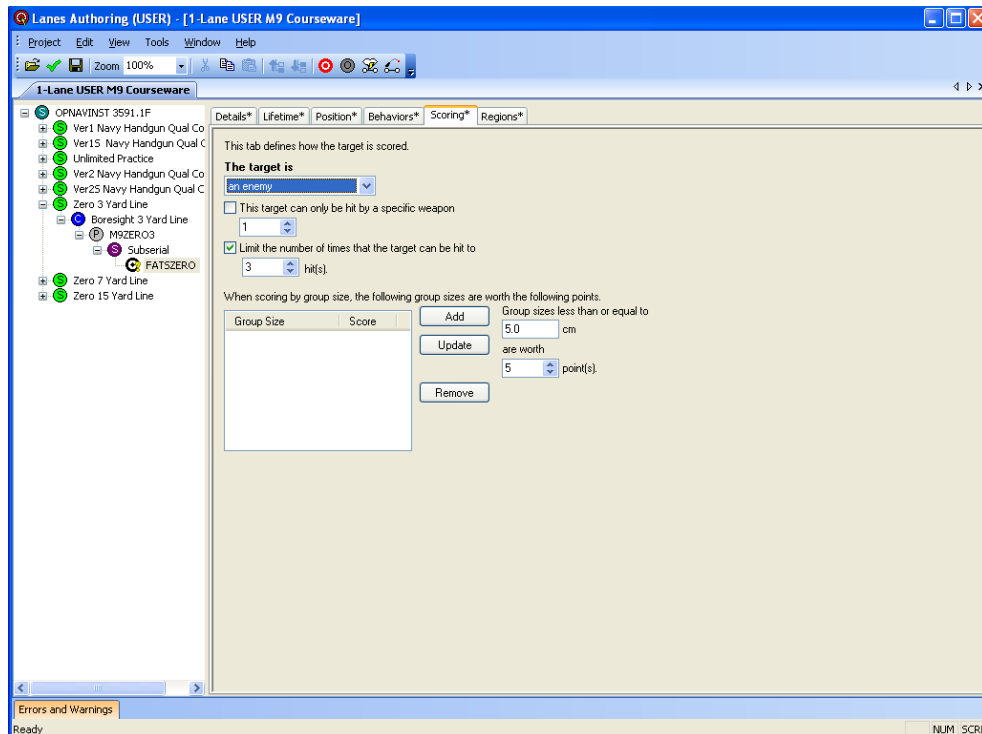 Lanes Authoring (USER) - [1-Lane USER M9 Courseware]
Project Edit View Tools Window Help
Zoom 100%
1-Lane USER M9 Courseware
OPNAVINST 3591.1F
Ver1 Navy Handgun Qual Co
Ver1S Navy Handgun Qual C
Unlimited Practice
Ver2 Navy Handgun Qual Co
Ver2S Navy Handgun Qual C
Zero 3 Yard Line
Boresight 3 Yard Line
M9ZERO3
Subserial
FATSZERO
Zero 7 Yard Line
Zero 15 Yard Line
Details* Lifetime* Position* Behaviors* Scoring* Regions*
This tab defines how the target is scored.
The target is
an enemy
This target can only be hit by a specific weapon
1
Limit the number of times that the target can be hit to
3 hit(s).
When scoring by group size, the following group sizes are worth the following points.
Group Size Score
Add
Update
Remove
Group sizes less than or equal to
5.0 cm
are worth
5 point(s).
Errors and Warnings
Ready NUM SCRL